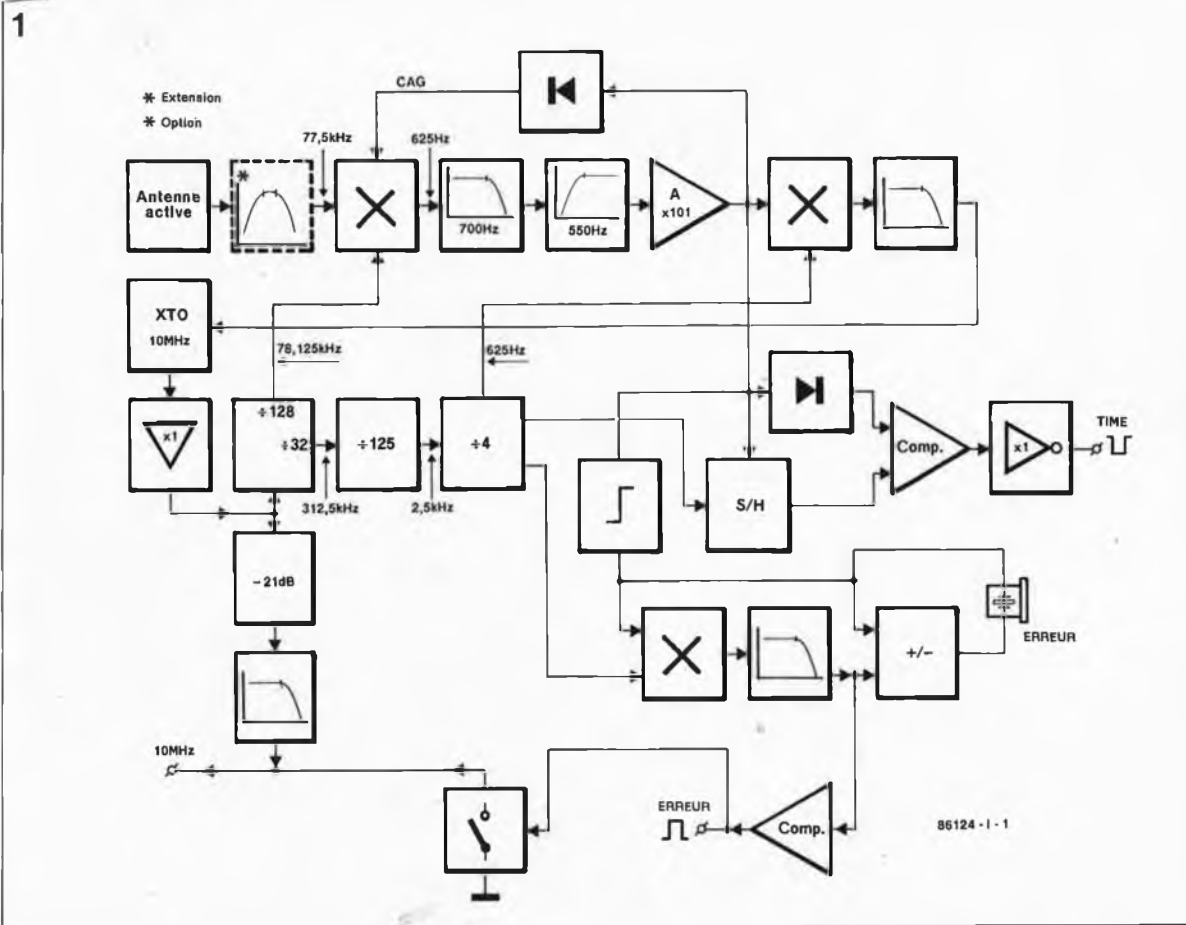 1
CAG
* Extension
* Option
77,5kHz
625Hz
Antenne
active
*
700Hz
550Hz
A
x101
XTO
10MHz
78,125kHz
625Hz
x1
÷128
÷32
÷125
÷4
312,5kHz
2,5kHz
S/H
Comp.
x1
TIME
-21dB
+/-
ERREUR
10MHz
ERREUR
Comp.
86124 - I - 1